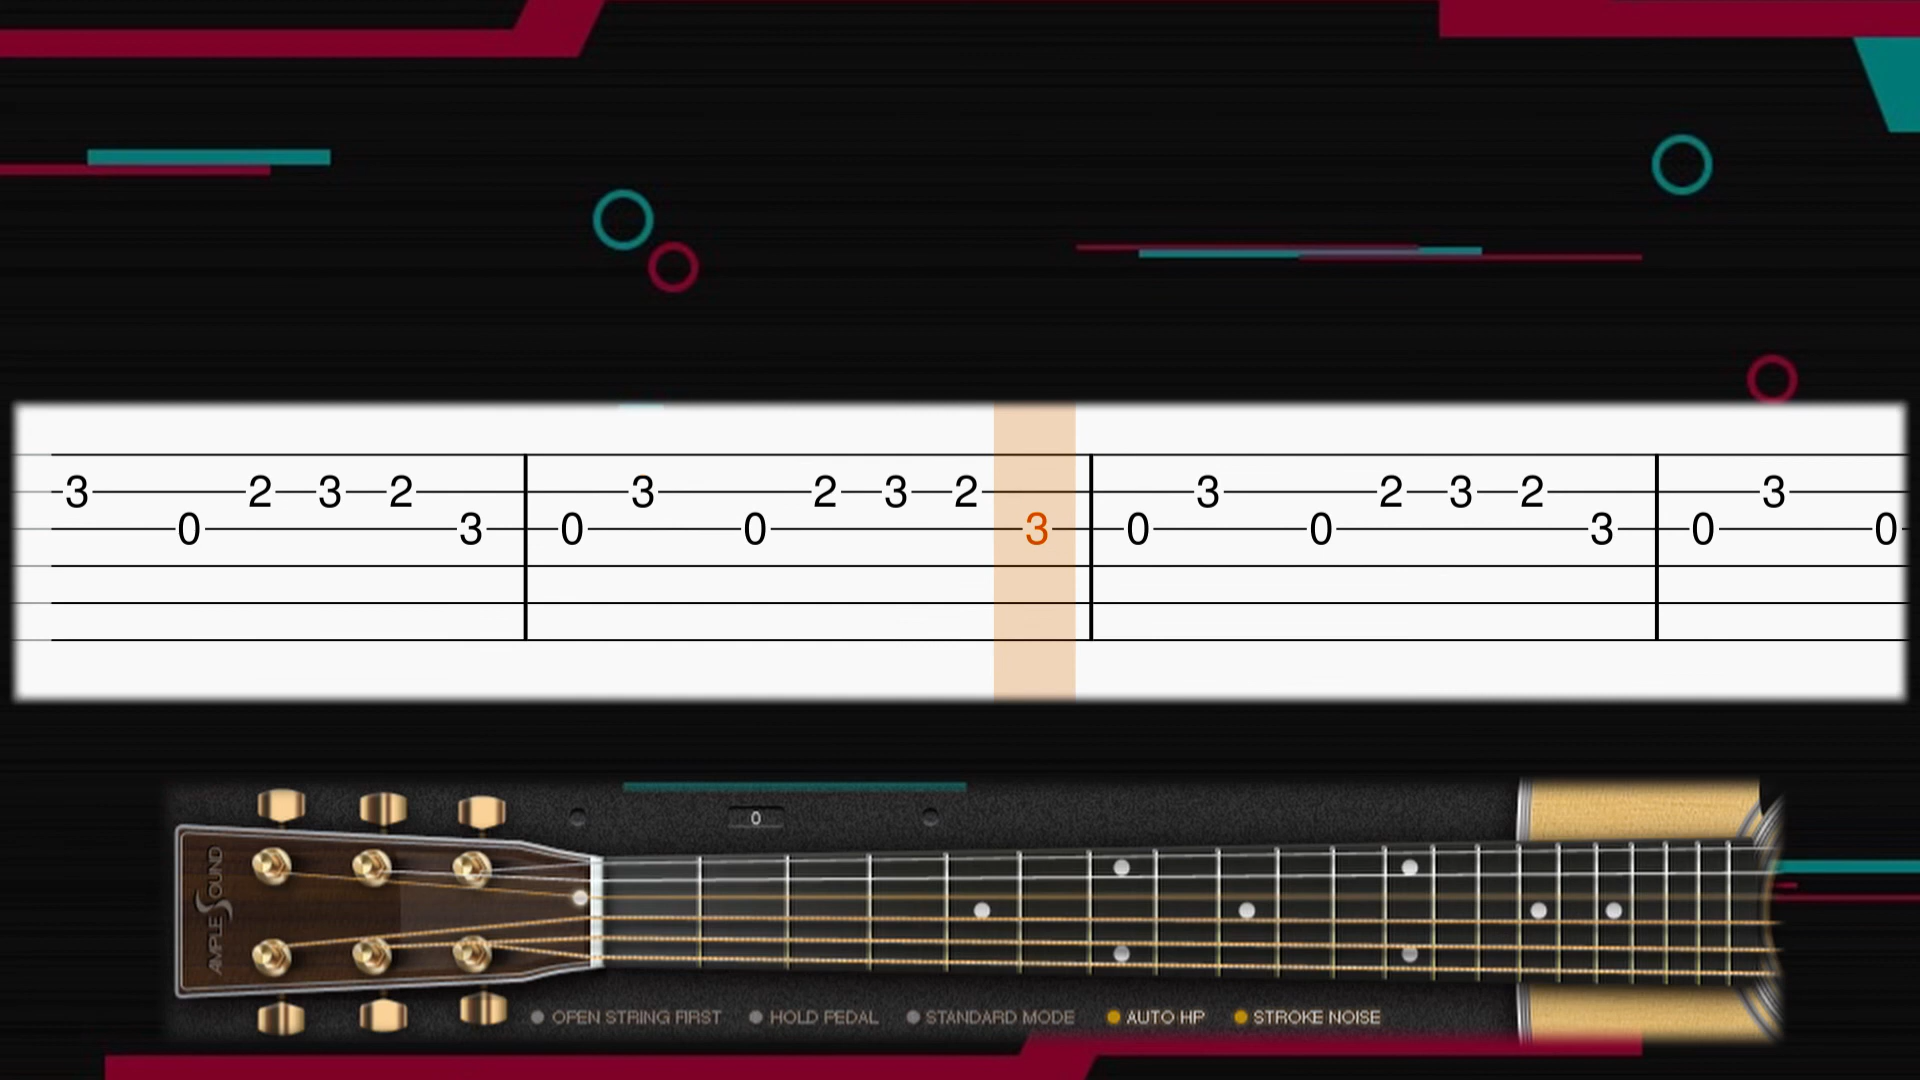 3 2 3 2 3 2 3 2 3 2 3 2 3
0 3 0 0 3 0 0 3 0 0
0
AMPLE SOUND
OPEN STRING FIRST HOLD PEDAL STANDARD MODE AUTO HP STROKE NOISE